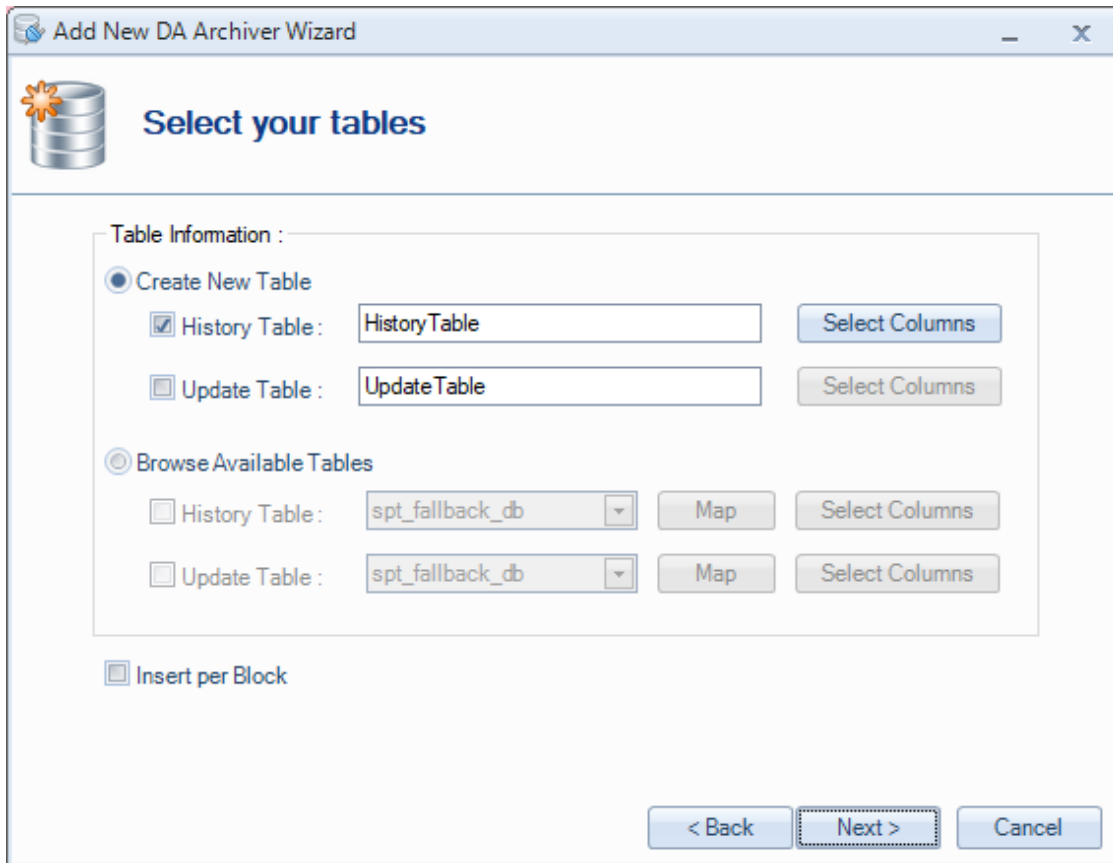 Add New DA Archiver Wizard
Select your tables
Table Information :
Create New Table
History Table : HistoryTable Select Columns
Update Table : UpdateTable Select Columns
Browse Available Tables
History Table : spt_fallback_db Map Select Columns
Update Table : spt_fallback_db Map Select Columns
Insert per Block
< Back Next > Cancel